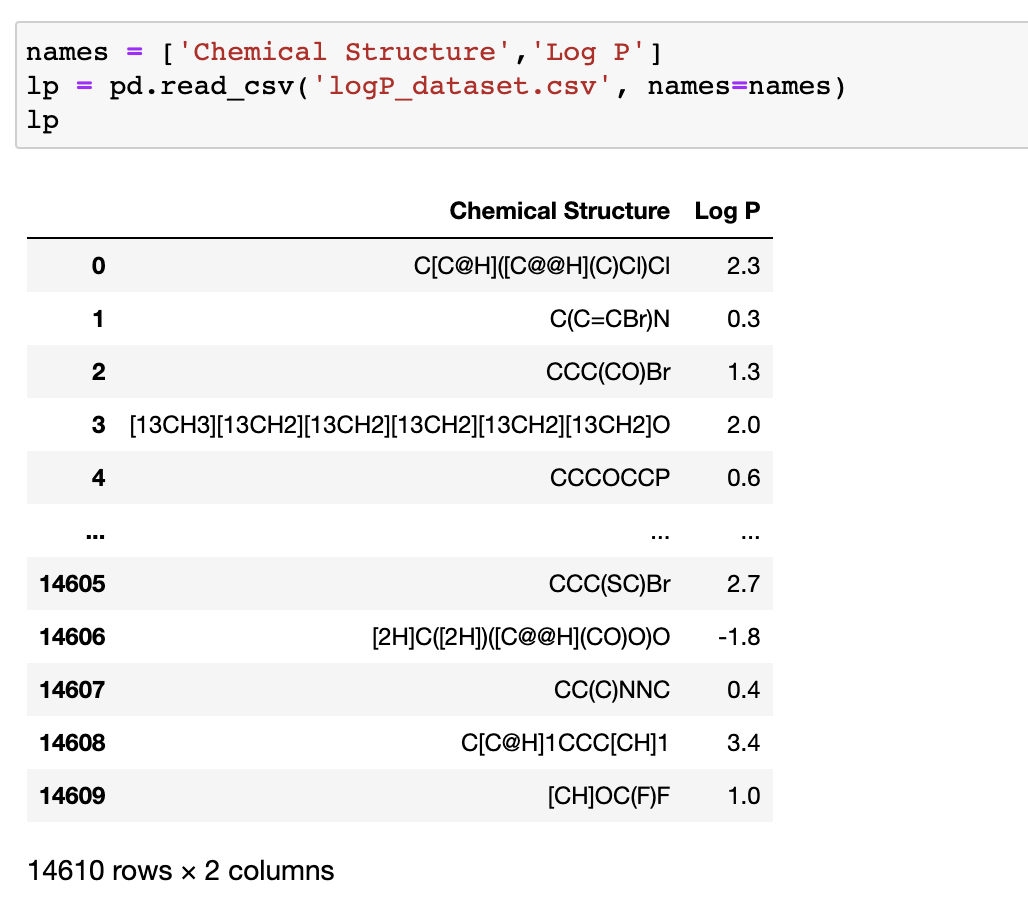 names = ['Chemical Structure','Log P']
lp = pd.read_csv('logP_dataset.csv', names=names)
lp
Chemical Structure Log P
0 C[C@H]([C@@H](C)Cl)Cl 2.3
1 C(C=CBr)N 0.3
2 CCC(CO)Br 1.3
3 [13CH3][13CH2][13CH2][13CH2][13CH2][13CH2]O 2.0
4 CCCOCCP 0.6
... ... ...
14605 CCC(SC)Br 2.7
14606 [2H]C([2H])([C@@H](CO)O)O -1.8
14607 CC(C)NNC 0.4
14608 C[C@H]1CCC[CH]1 3.4
14609 [CH]OC(F)F 1.0
14610 rows × 2 columns